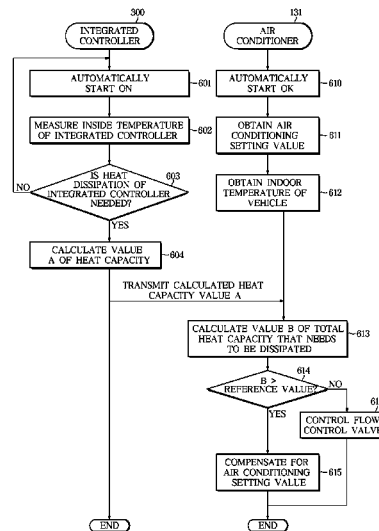 300
INTEGRATED
CONTROLLER
AUTOMATICALLY
START ON
601
MEASURE INSIDE TEMPERATURE
OF INTEGRATED CONTROLLER
602
IS HEAT
DISSIPATION OF
INTEGRATED CONTROLLER
NEEDED?
603
NO
YES
CALCULATE VALUE
A OF HEAT CAPACITY
604
TRANSMIT CALCULATED HEAT
CAPACITY VALUE A
END
131
AIR
CONDITIONER
AUTOMATICALLY
START OK
610
OBTAIN AIR
CONDITIONING
SETTING VALUE
611
OBTAIN INDOOR
TEMPERATURE OF
VEHICLE
612
CALCULATE VALUE B OF TOTAL
HEAT CAPACITY THAT NEEDS
TO BE DISSIPATED
613
614
B >
REFERENCE VALUE?
NO
YES
61
CONTROL FLOW
CONTROL VALVE
COMPENSATE FOR
AIR CONDITIONING
SETTING VALUE
615
END